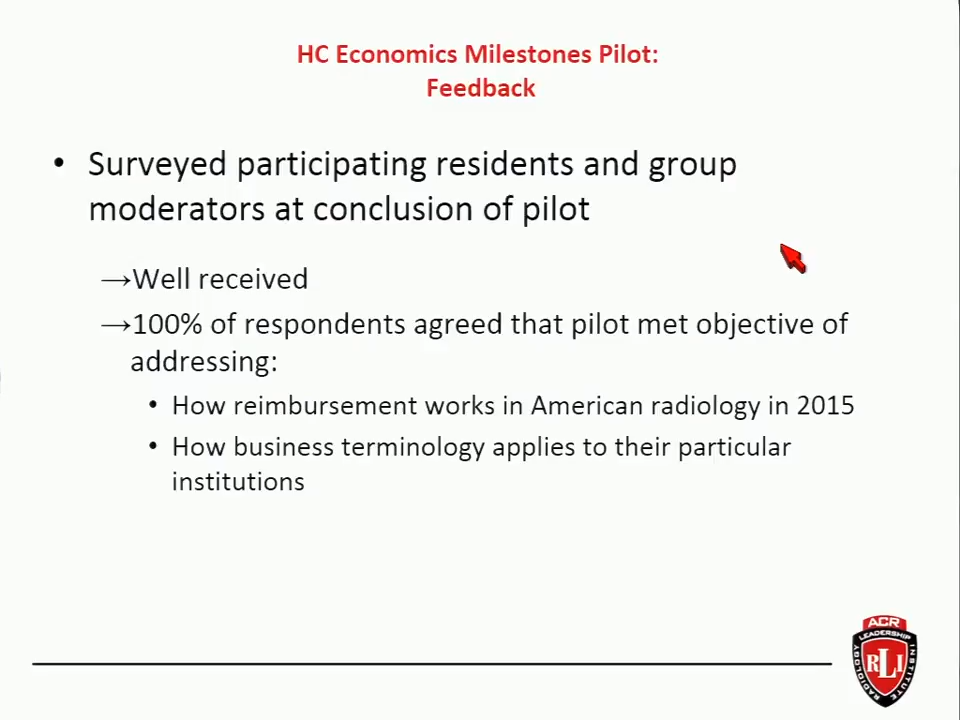 HC Economics Milestones Pilot:
Feedback
• Surveyed participating residents and group
moderators at conclusion of pilot
→Well received
→100% of respondents agreed that pilot met objective of
addressing:
• How reimbursement works in American radiology in 2015
• How business terminology applies to their particular
institutions
ACR
RADIOLOGY LEADERSHIP INSTITUTE
RLI